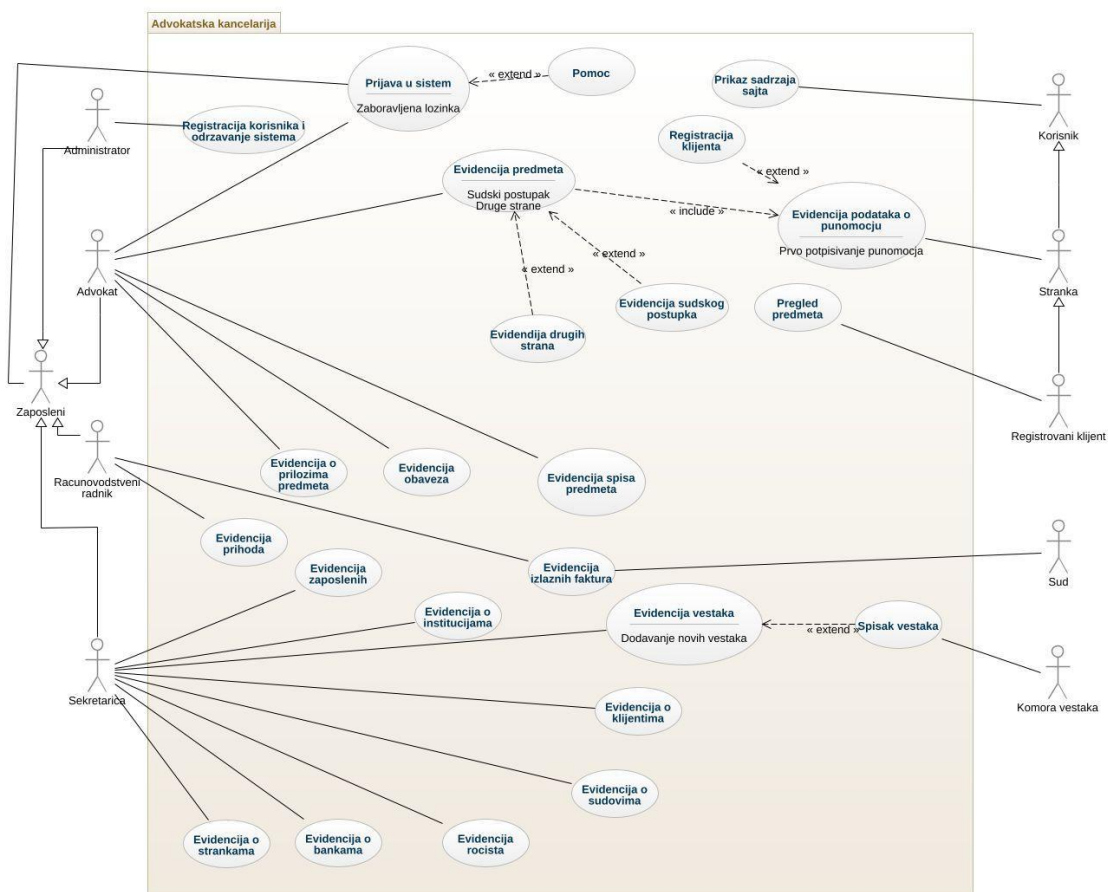 Advokatska kancelarija
Prijava u sistem
Zaboravljena lozinka
« extend »
Pomoc
Prikaz sadrzaja
sajta
Korisnik
Administrator
Registracija korisnika i
odrzavanje sistema
Registracija
klijenta
« extend »
Evidencija predmeta
Sudski postupak
Druge strane
« include »
Evidencija podataka o
punomocju
Prvo potpisivanje punomocja
Advokat
« extend »
« extend »
Stranka
Evidendija drugih
strana
Evidencija sudskog
postupka
Pregled
predmeta
Zaposleni
Registrovani klijent
Racunovodstveni
radnik
Evidencija o
prilozima
predmeta
Evidencija
obaveza
Evidencija spisa
predmeta
Evidencija
prihoda
Evidencija
zaposlenih
Evidencija
izlaznih faktura
Sud
Evidencija o
institucijama
Evidencija vestaka
Dodavanje novih vestaka
« extend »
Spisak vestaka
Sekretarica
Komora vestaka
Evidencija o
klijentima
Evidencija o
sudovima
Evidencija o
strankama
Evidencija o
bankama
Evidencija
rocista